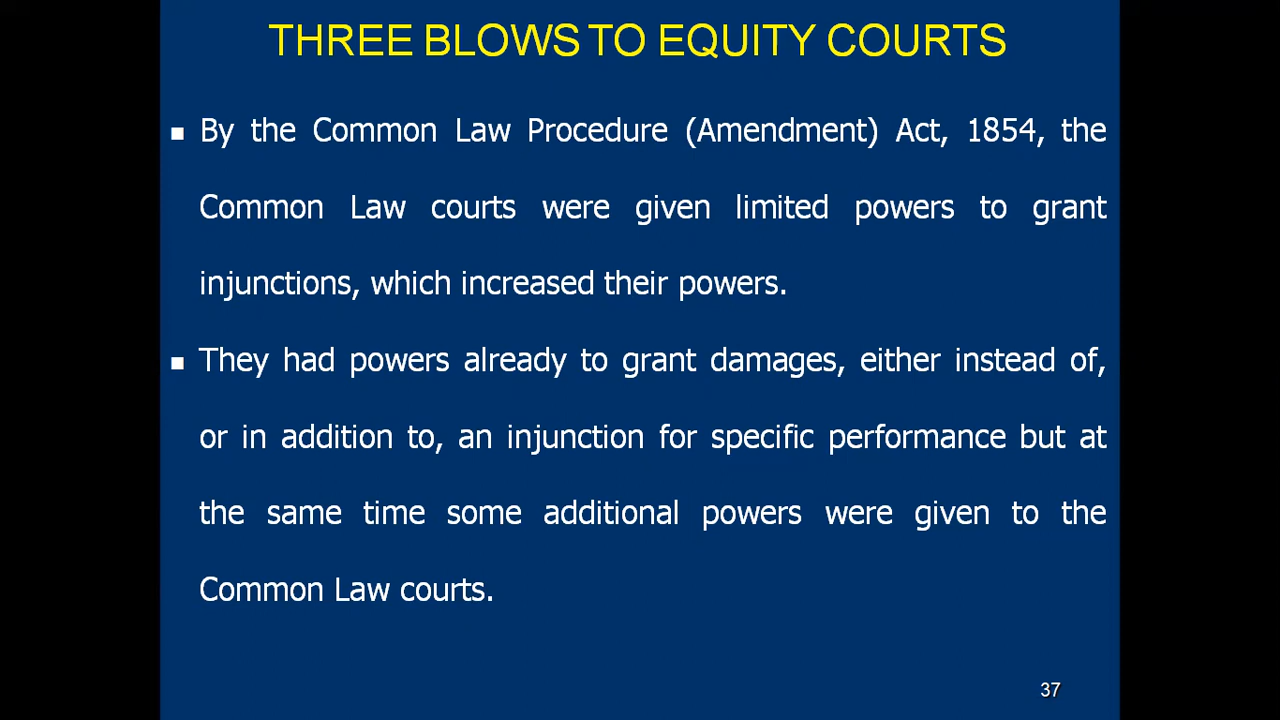 THREE BLOWS TO EQUITY COURTS
▪ By the Common Law Procedure (Amendment) Act, 1854, the
Common Law courts were given limited powers to grant
injunctions, which increased their powers.
▪ They had powers already to grant damages, either instead of,
or in addition to, an injunction for specific performance but at
the same time some additional powers were given to the
Common Law courts.
37